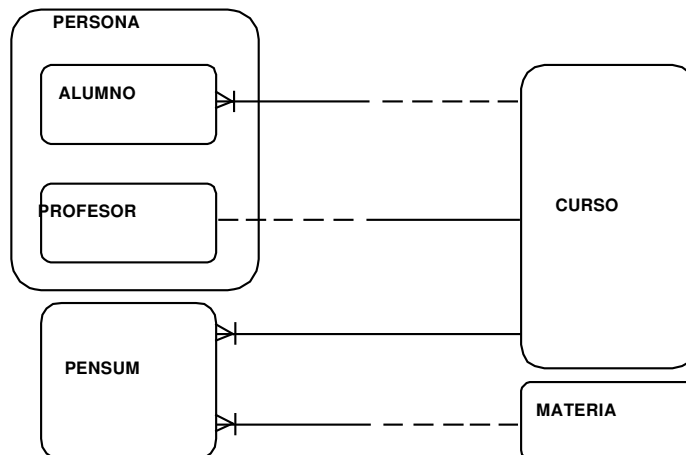 PERSONA
ALUMNO
PROFESOR
CURSO
PENSUM
MATERIA